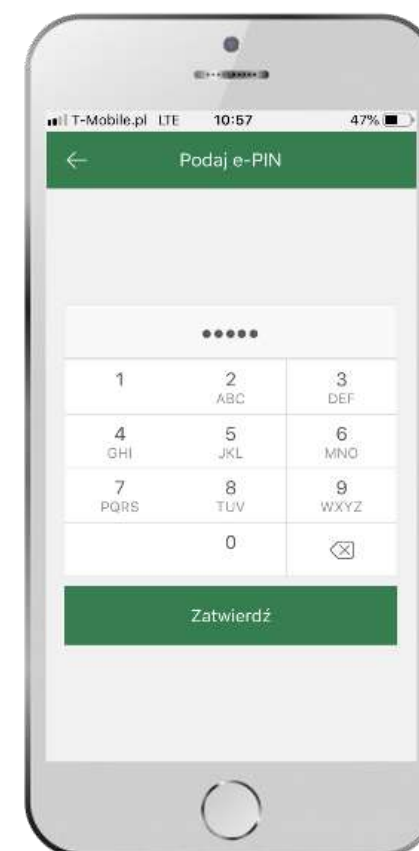 T-Mobile.pl LTE 10:57 47%
Podaj e-PIN
•••••
1 2 3
ABC DEF
4 5 6
GHI JKL MNO
7 8 9
PQRS TUV WXYZ
0
Zatwierdź